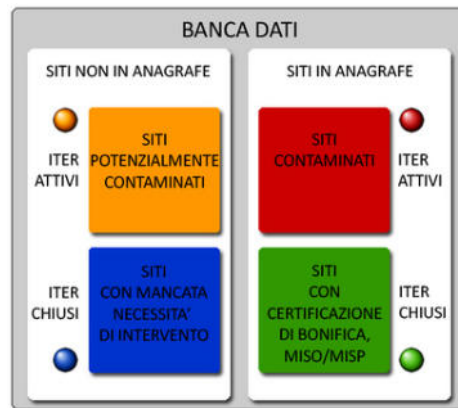 BANCA DATI
SITI NON IN ANAGRAFE
SITI IN ANAGRAFE
ITER
ATTIVI
SITI
POTENZIALMENTE
CONTAMINATI
SITI
CONTAMINATI
ITER
ATTIVI
ITER
CHIUSI
SITI
CON MANCATA
NECESSITA'
DI INTERVENTO
SITI
CON
CERTIFICAZIONE
DI BONIFICA,
MISO/MISP
ITER
CHIUSI